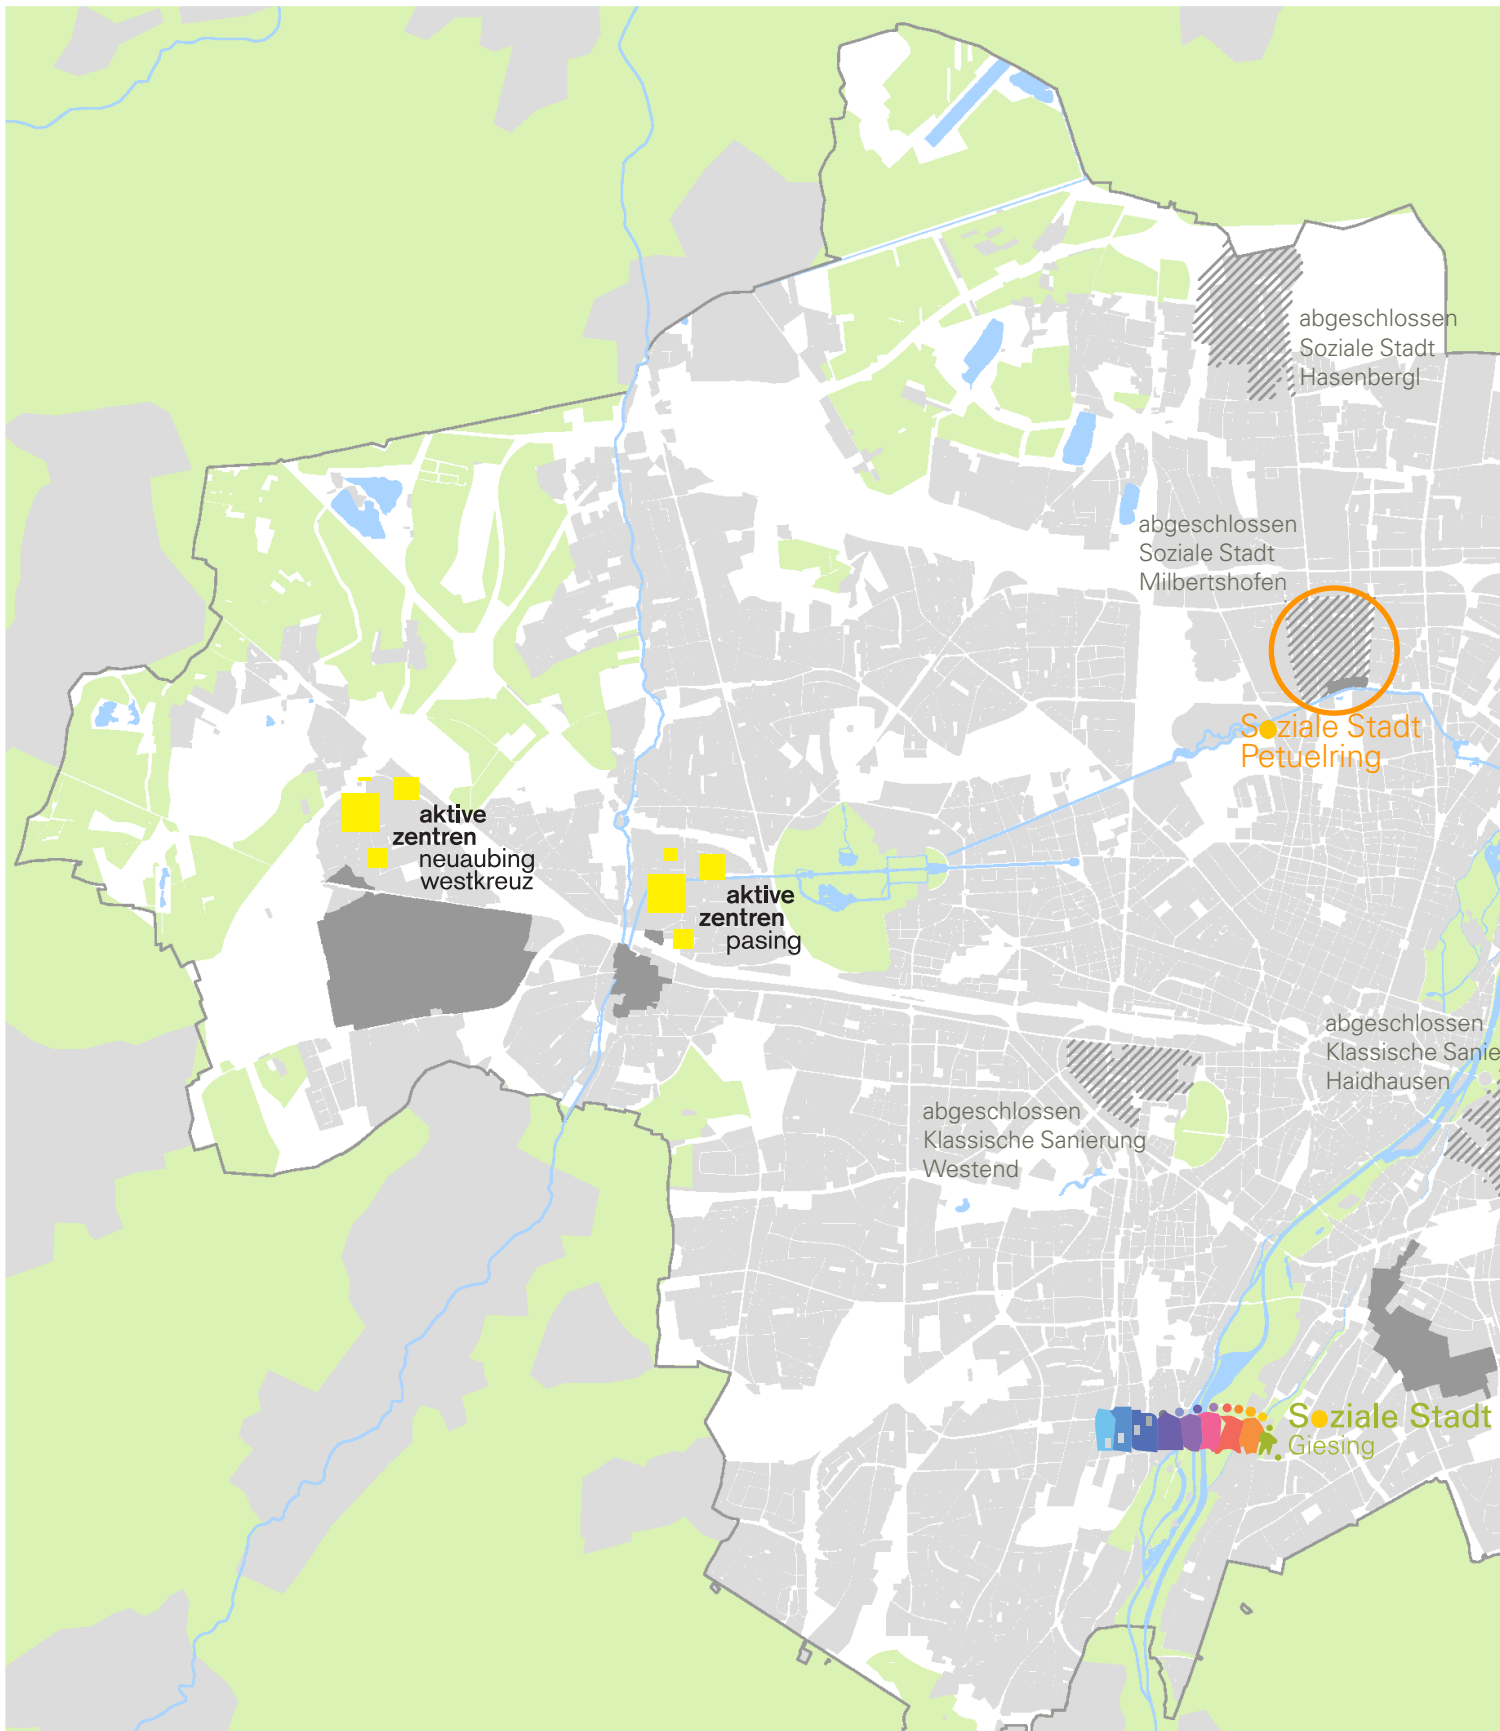 abgeschlossen
Soziale Stadt
Hasenbergl
abgeschlossen
Soziale Stadt
Milbertshofen
Soziale Stadt
Petuelring
aktive
zentren
neuaubing
westkreuz
aktive
zentren
pasing
abgeschlossen
Klassische Sanie
Haidhausen
abgeschlossen
Klassische Sanierung
Westend
Soziale Stadt
Giesing